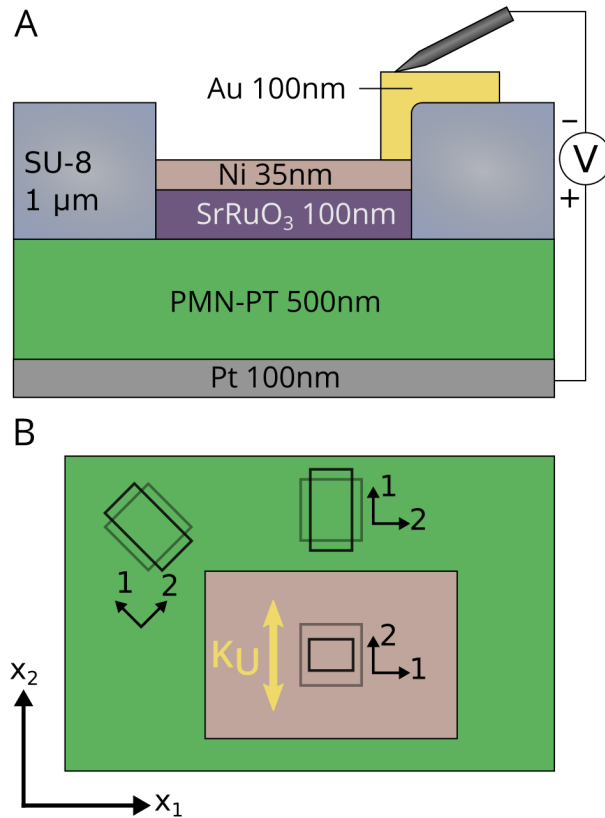 A
Au 100nm
SU-8
1 μm
Ni 35nm
SrRuO₃ 100nm
–
V
+
PMN-PT 500nm
Pt 100nm
B
1
2
1 2
2
1
KU
x₂
x₁